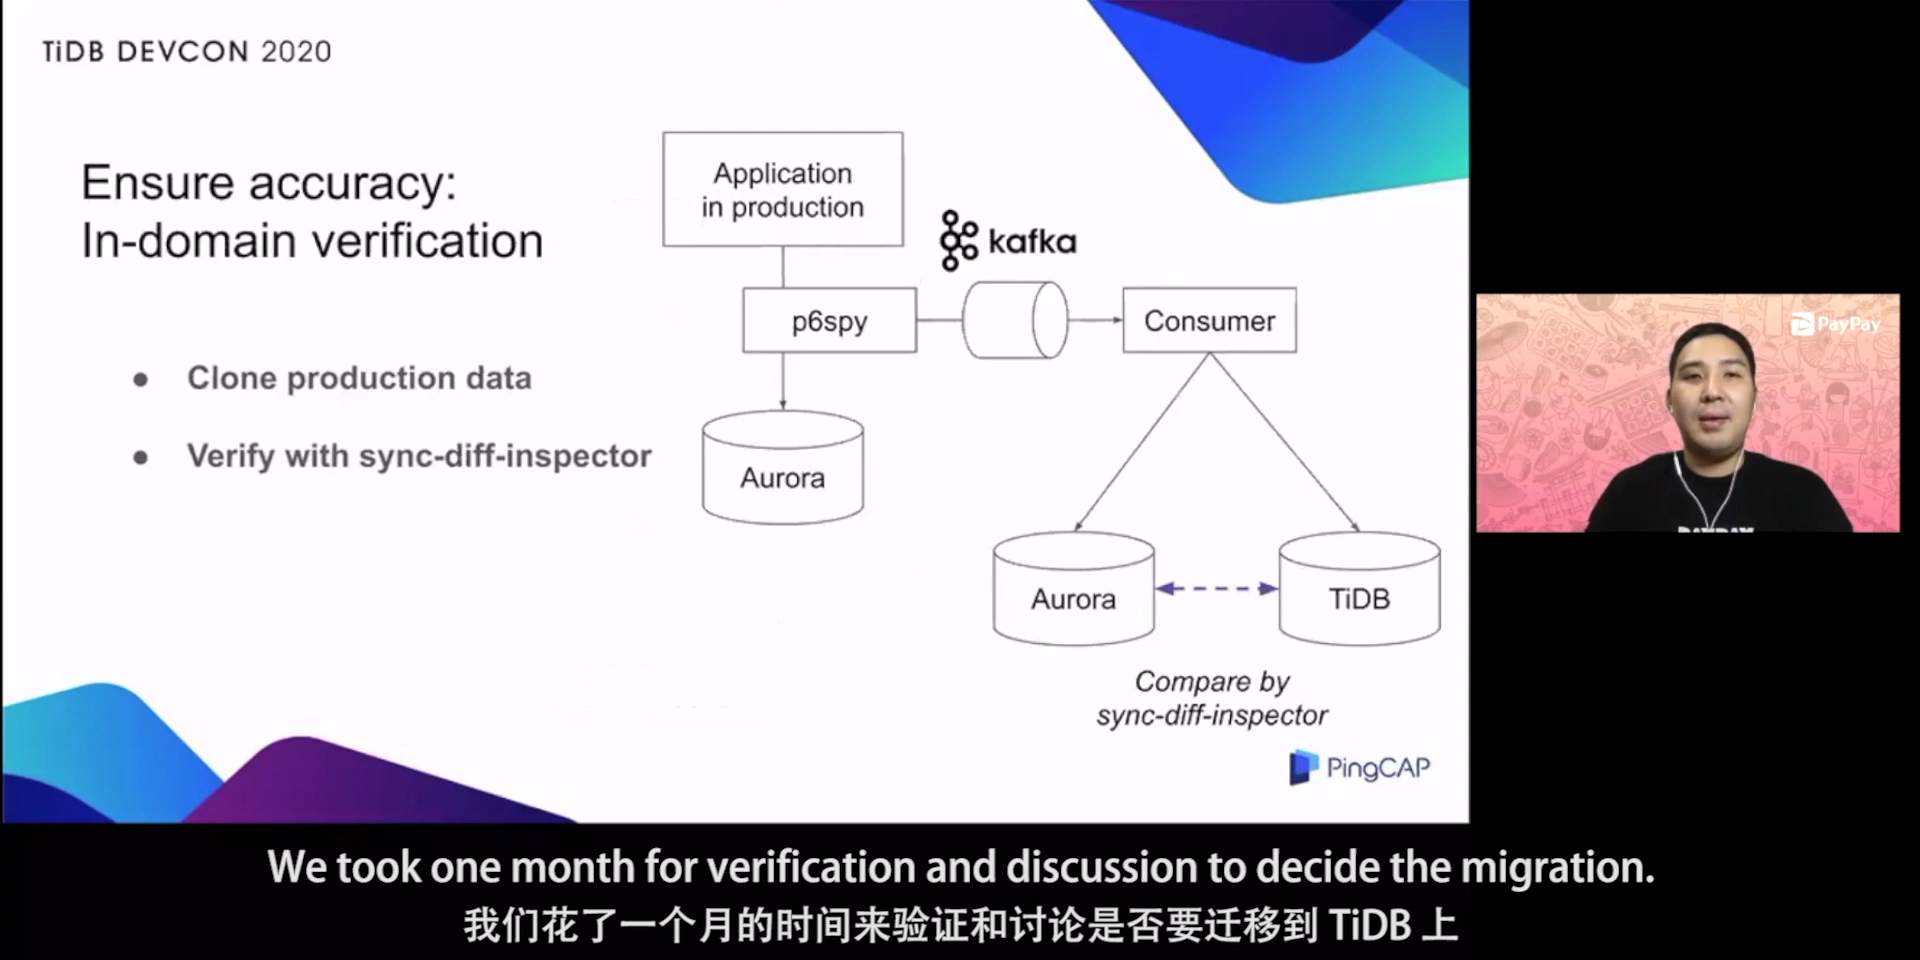 TiDB DEVCON 2020
Ensure accuracy:
In-domain verification
● Clone production data
● Verify with sync-diff-inspector
Application
in production
kafka
p6spy
Consumer
Aurora
Aurora
TiDB
Compare by
sync-diff-inspector
PingCAP
PayPay
We took one month for verification and discussion to decide the migration.
我们花了一个月的时间来验证和讨论是否要迁移到 TiDB 上